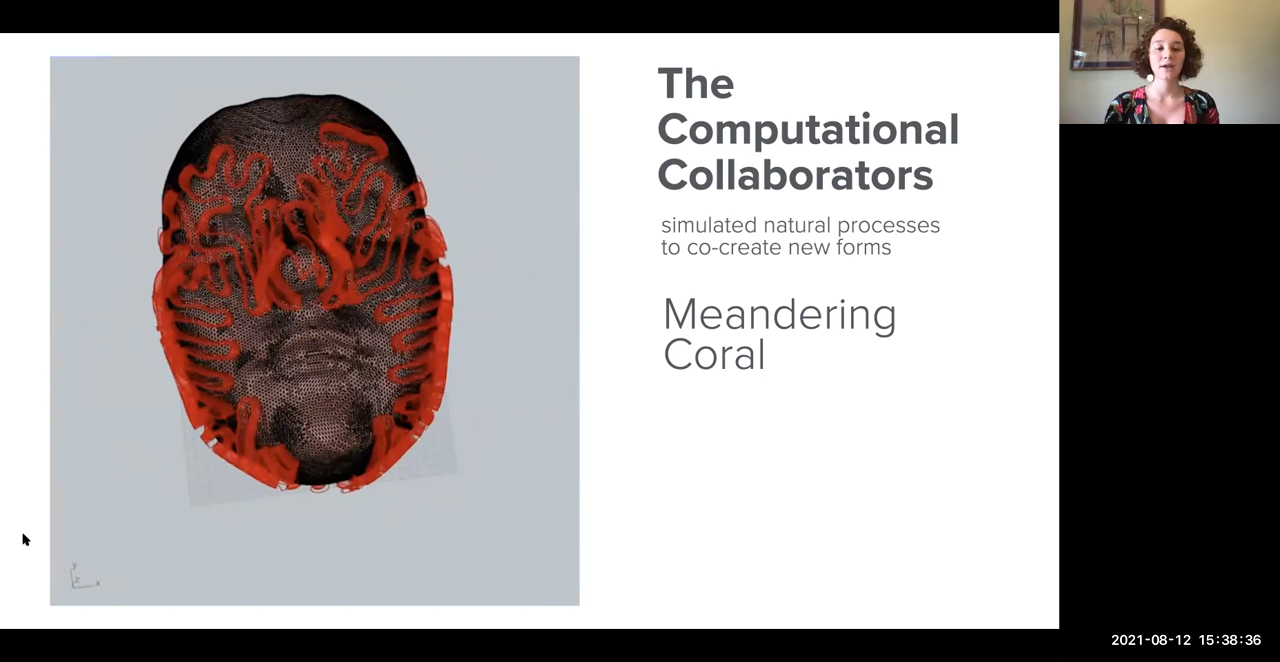 The
Computational
Collaborators
simulated natural processes
to co-create new forms
Meandering
Coral
y
z
x
2021-08-12 15:38:36